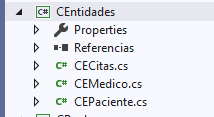 C# CEntidades
Properties
Referencias
C# CECitas.cs
C# CEMedico.cs
C# CEPaciente.cs